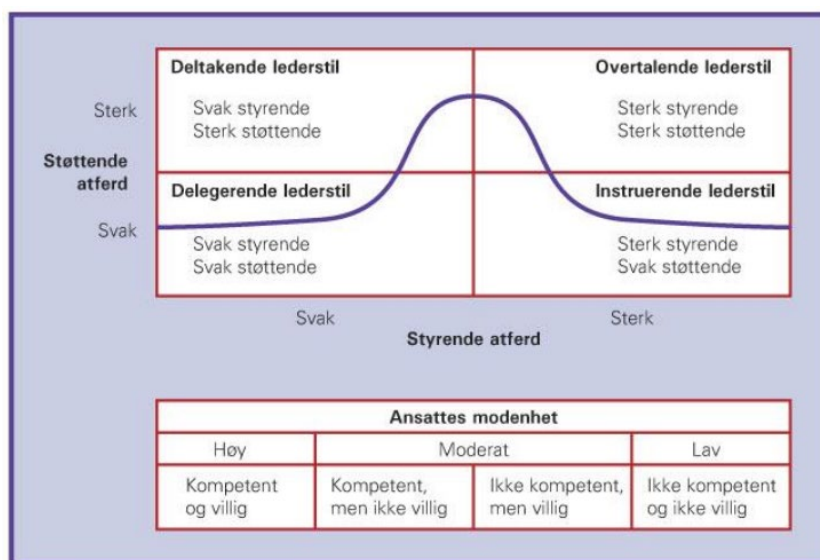 Deltakende lederstil
Overtalende lederstil
Sterk
Svak styrende
Sterk støttende
Sterk styrende
Sterk støttende
Støttende
atferd
Delegerende lederstil
Instruerende lederstil
Svak
Svak styrende
Svak støttende
Sterk styrende
Svak støttende
Svak
Sterk
Styrende atferd
Ansattes modenhet
Høy
Moderat
Lav
Kompetent
og villig
Kompetent,
men ikke villig
Ikke kompetent,
men villig
Ikke kompetent
og ikke villig